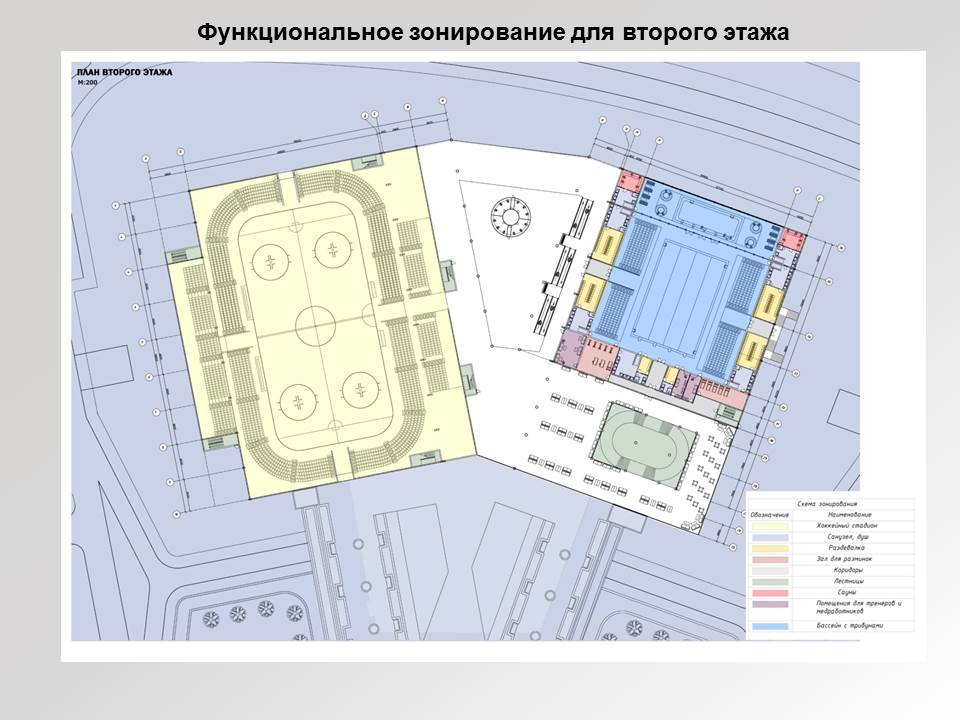 Функциональное зонирование для второго этажа
ПЛАН ВТОРОГО ЭТАЖА
М:200
Схема зонирования
Обозначение Наименование
Хоккейный стадион
Санузел, душ
Раздевалка
Зал для разминок
Коридоры
Лестницы
Сауны
Помещения для тренеров и
медработников
Бассейн с трибунами